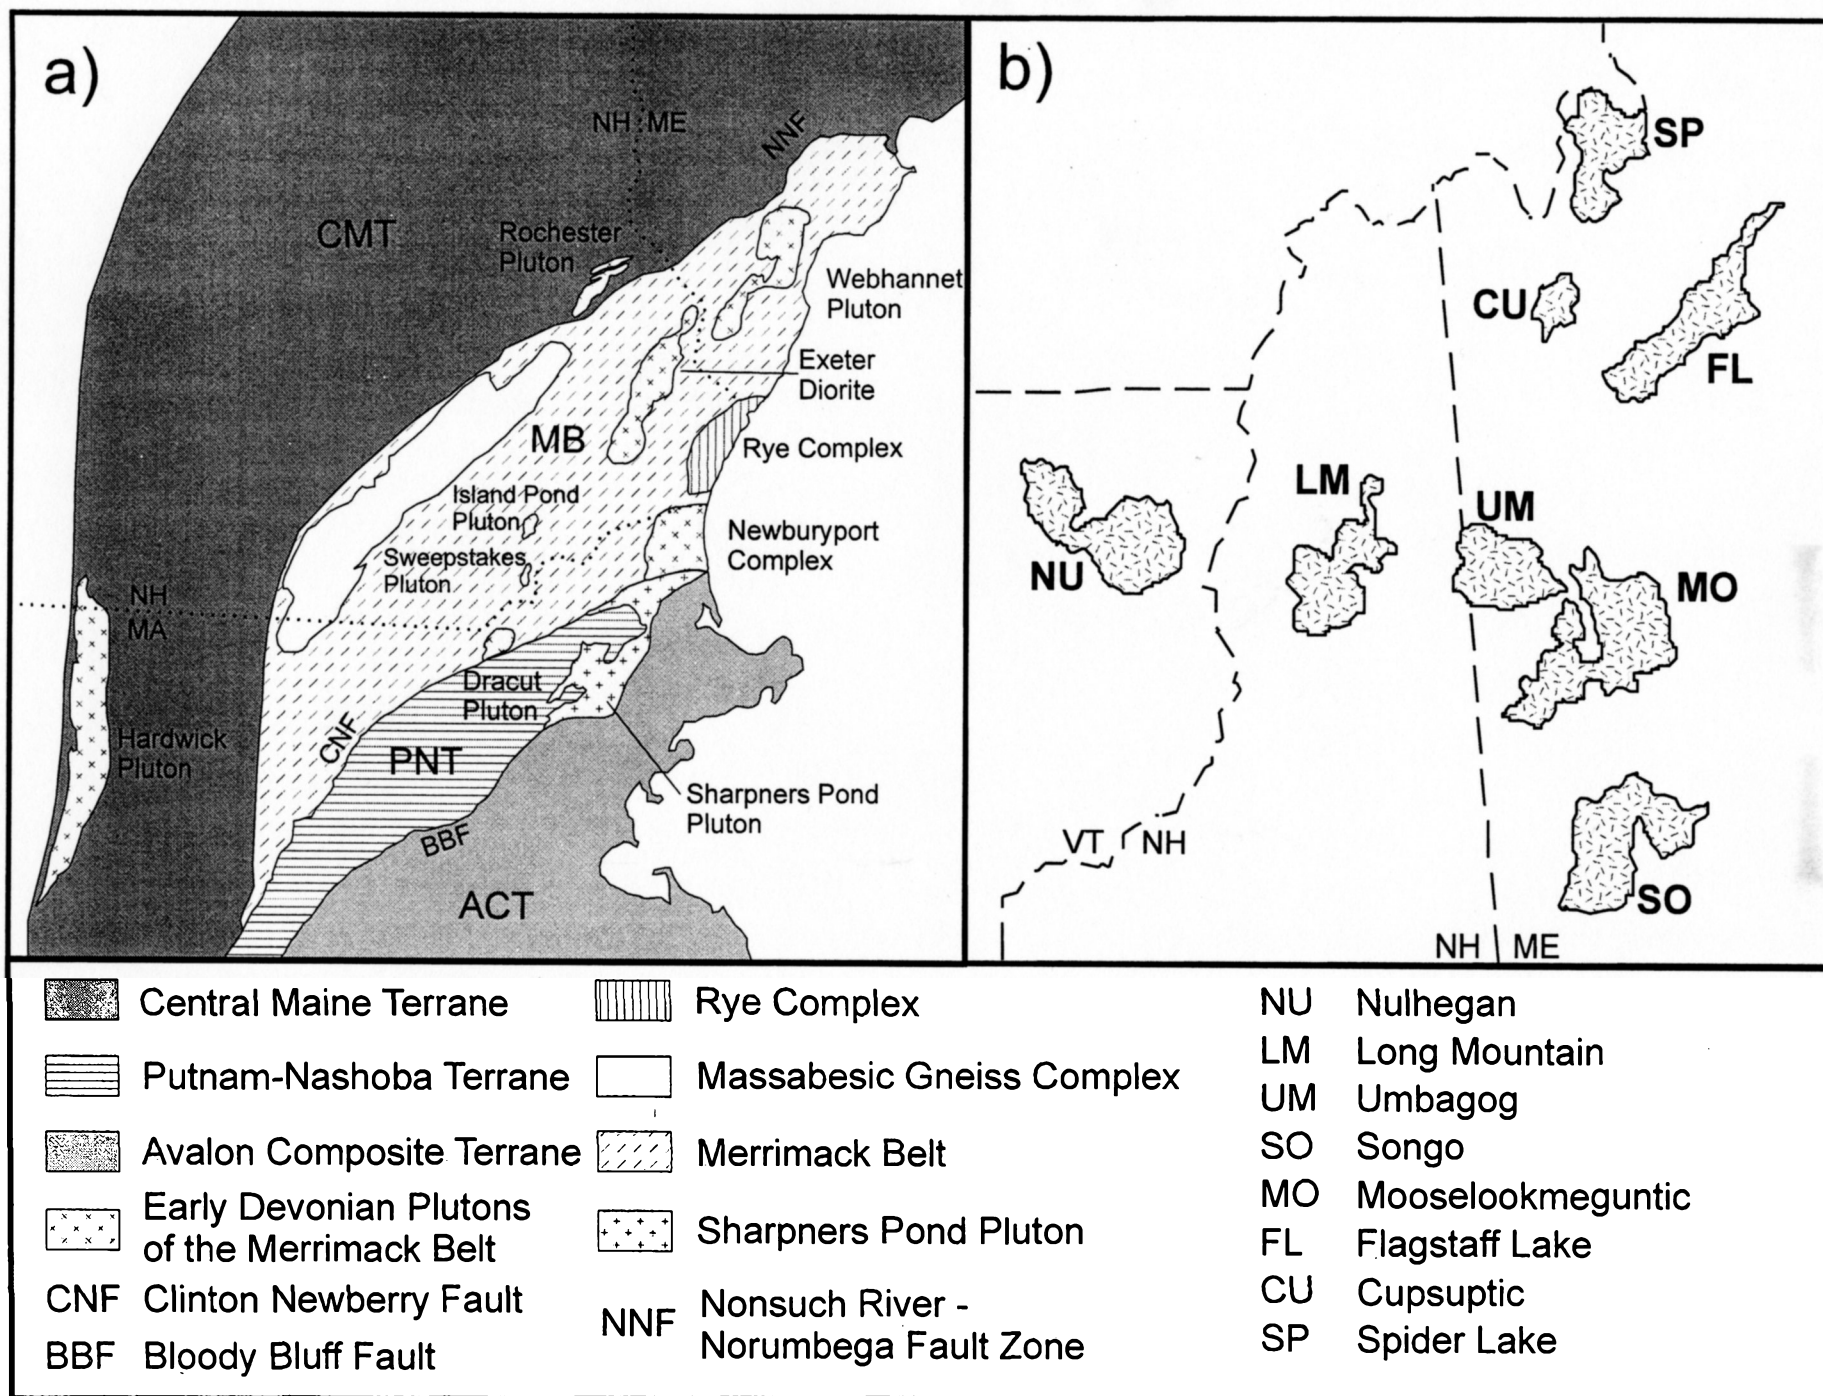 a)
NH ME
NNF
CMT
Rochester
Pluton
Webhannet
Pluton
Exeter
Diorite
MB
Rye Complex
Island Pond
Pluton
Newburyport
Complex
Sweepstakes
Pluton
NH
MA
Dracut
Pluton
Hardwick
Pluton
CNF
PNT
Sharpners Pond
Pluton
BBF
ACT
b)
SP
CU
FL
LM
UM
NU
MO
VT NH
SO
NH ME
Central Maine Terrane
Putnam-Nashoba Terrane
Avalon Composite Terrane
Early Devonian Plutons
of the Merrimack Belt
CNF Clinton Newberry Fault
BBF Bloody Bluff Fault
Rye Complex
Massabesic Gneiss Complex
Merrimack Belt
Sharpners Pond Pluton
NNF Nonsuch River -
Norumbega Fault Zone
NU Nulhegan
LM Long Mountain
UM Umbagog
SO Songo
MO Mooselookmeguntic
FL Flagstaff Lake
CU Cupsuptic
SP Spider Lake